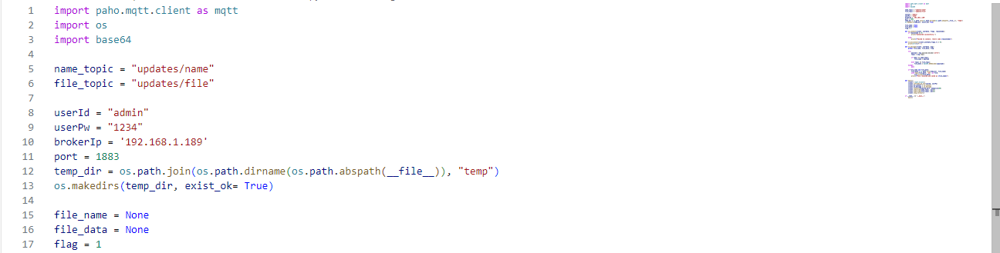 1 import paho.mqtt.client as mqtt
2 import os
3 import base64
4
5 name_topic = "updates/name"
6 file_topic = "updates/file"
7
8 userId = "admin"
9 userPw = "1234"
10 brokerIp = '192.168.1.189'
11 port = 1883
12 temp_dir = os.path.join(os.path.dirname(os.path.abspath(__file__)), "temp")
13 os.makedirs(temp_dir, exist_ok= True)
14
15 file_name = None
16 file_data = None
17 flag = 1